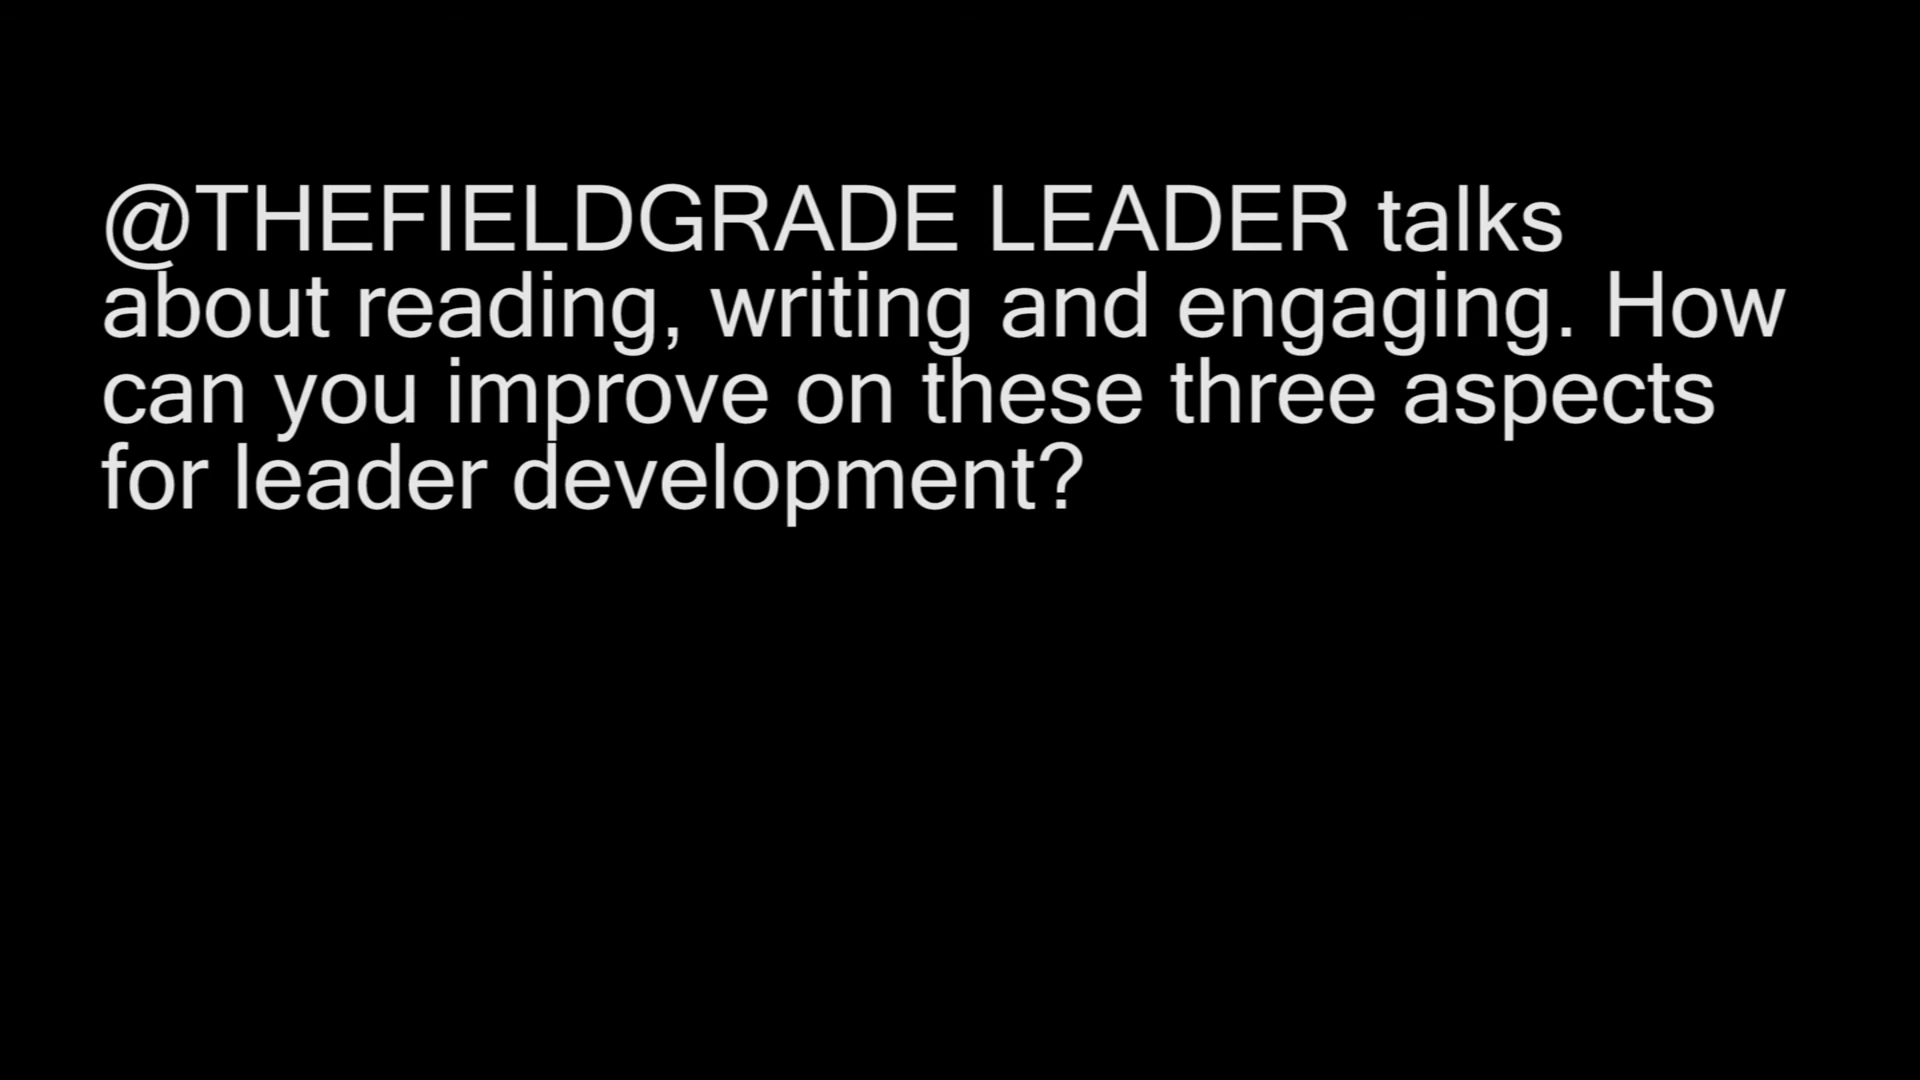 @THEFIELDGRADE LEADER talks
about reading, writing and engaging. How
can you improve on these three aspects
for leader development?